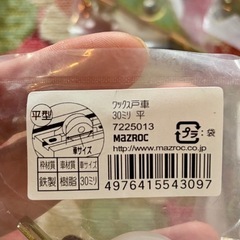 平型
車サイズ
枠材質 車材質 車サイズ
鉄製 樹脂 30ミリ
ワックス戸車
30ミリ 平
7225013
MAZROC
www.mazroc.co.jp
プラ:袋
4976415543097